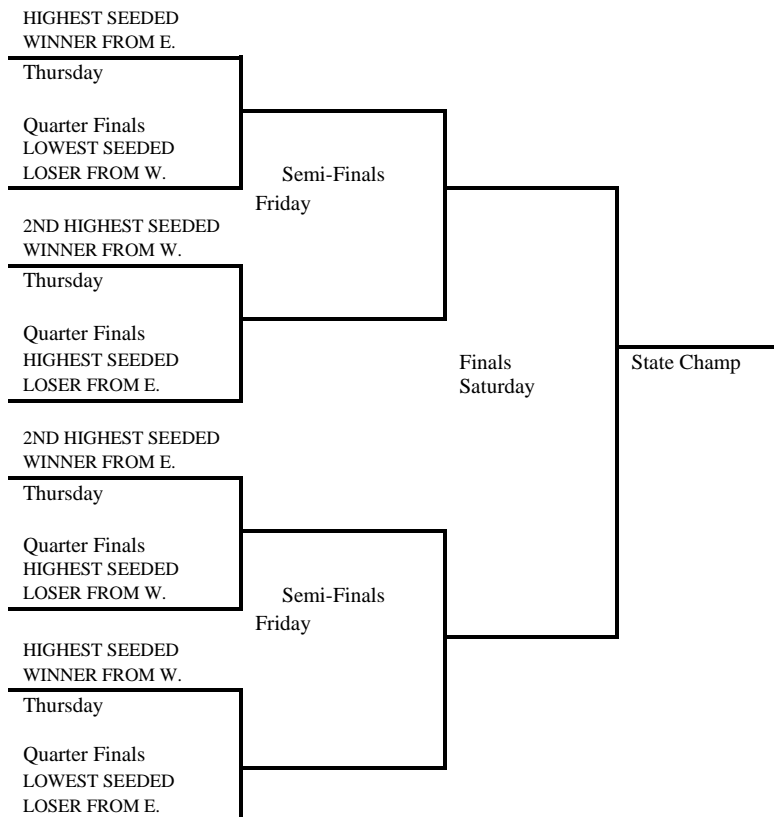 HIGHEST SEEDED
WINNER FROM E.
Thursday
Quarter Finals
LOWEST SEEDED
LOSER FROM W.
Semi-Finals
Friday
2ND HIGHEST SEEDED
WINNER FROM W.
Thursday
Quarter Finals
HIGHEST SEEDED
LOSER FROM E.
Finals
Saturday
State Champ
2ND HIGHEST SEEDED
WINNER FROM E.
Thursday
Quarter Finals
HIGHEST SEEDED
LOSER FROM W.
Semi-Finals
Friday
HIGHEST SEEDED
WINNER FROM W.
Thursday
Quarter Finals
LOWEST SEEDED
LOSER FROM E.